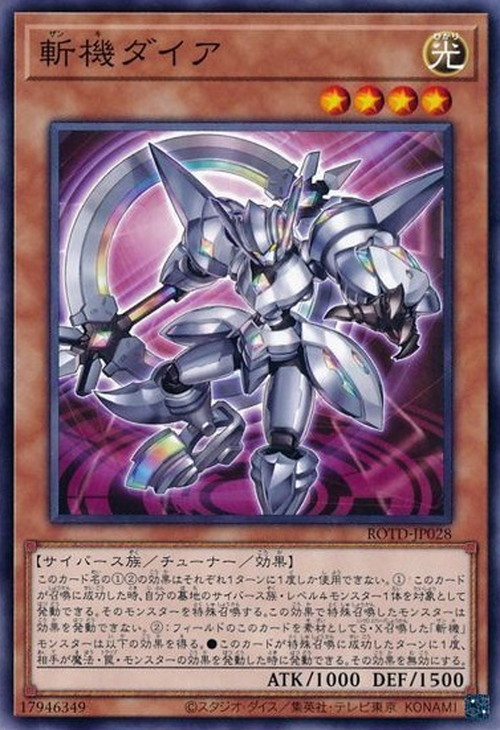 斬機ダイア
光
ROTD-JP028
【サイバース族／チューナー／効果】
このカード名の①②の効果はそれぞれ1ターンに1度しか使用できない。①：このカード
が召喚に成功した時、自分の墓地のサイバース族・レベル4モンスター1体を対象として
発動できる。そのモンスターを特殊召喚する。この効果で特殊召喚したモンスターは
効果を発動できない。②：フィールドのこのカードを素材としてS・X召喚した「斬機」
モンスターは以下の効果を得る。●このカードが特殊召喚に成功したターンに1度、
相手が魔法・罠・モンスターの効果を発動した時に発動できる。その効果を無効にする。
ATK/1000 DEF/1500
17946349 ©スタジオ・ダイス／集英社・テレビ東京 KONAMI